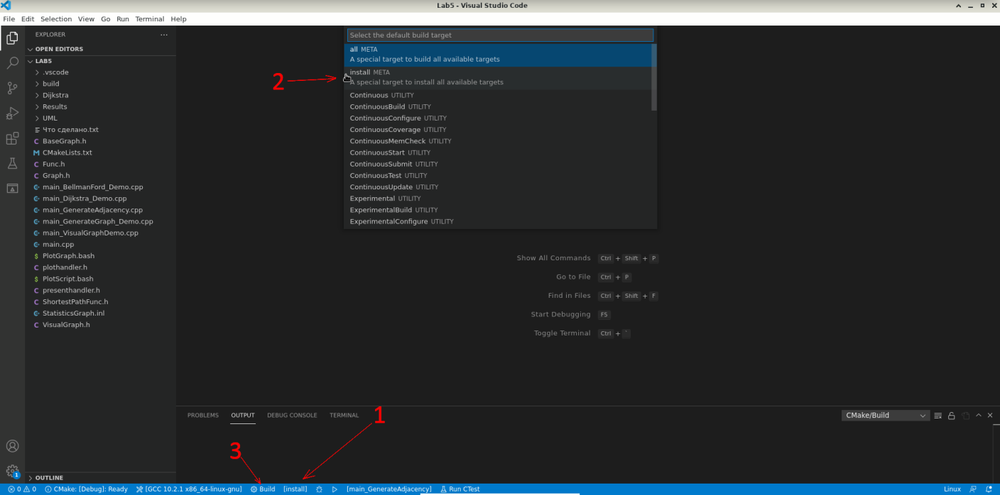 Lab5 - Visual Studio Code
File Edit Selection View Go Run Terminal Help
EXPLORER
OPEN EDITORS
LAB5
.vscode
build
Dijkstra
Results
UML
Что сделано.txt
BaseGraph.h
CMakeLists.txt
Func.h
Graph.h
main_BellmanFord_Demo.cpp
main_Dijkstra_Demo.cpp
main_GenerateAdjacency.cpp
main_GenerateGraph_Demo.cpp
main_VisualGraphDemo.cpp
main.cpp
PlotGraph.bash
plothandler.h
PlotScript.bash
presenthandler.h
ShortestPathFunc.h
StatisticsGraph.inl
VisualGraph.h
OUTLINE
Select the default build target
all META
A special target to build all available targets
2
install META
A special target to install all available targets
Continuous UTILITY
ContinuousBuild UTILITY
ContinuousConfigure UTILITY
ContinuousCoverage UTILITY
ContinuousMemCheck UTILITY
ContinuousStart UTILITY
ContinuousSubmit UTILITY
ContinuousTest UTILITY
ContinuousUpdate UTILITY
Experimental UTILITY
ExperimentalBuild UTILITY
ExperimentalConfigure UTILITY
Show All Commands Ctrl + Shift + P
Go to File Ctrl + P
Find in Files Ctrl + Shift + F
Start Debugging F5
Toggle Terminal Ctrl + `
PROBLEMS OUTPUT DEBUG CONSOLE TERMINAL
CMake/Build
1
3
1
0 0 CMake: [Debug]: Ready [GCC 10.2.1 x86_64-linux-gnu] Build [install] [main_GenerateAdjacency] Run CTest Linux